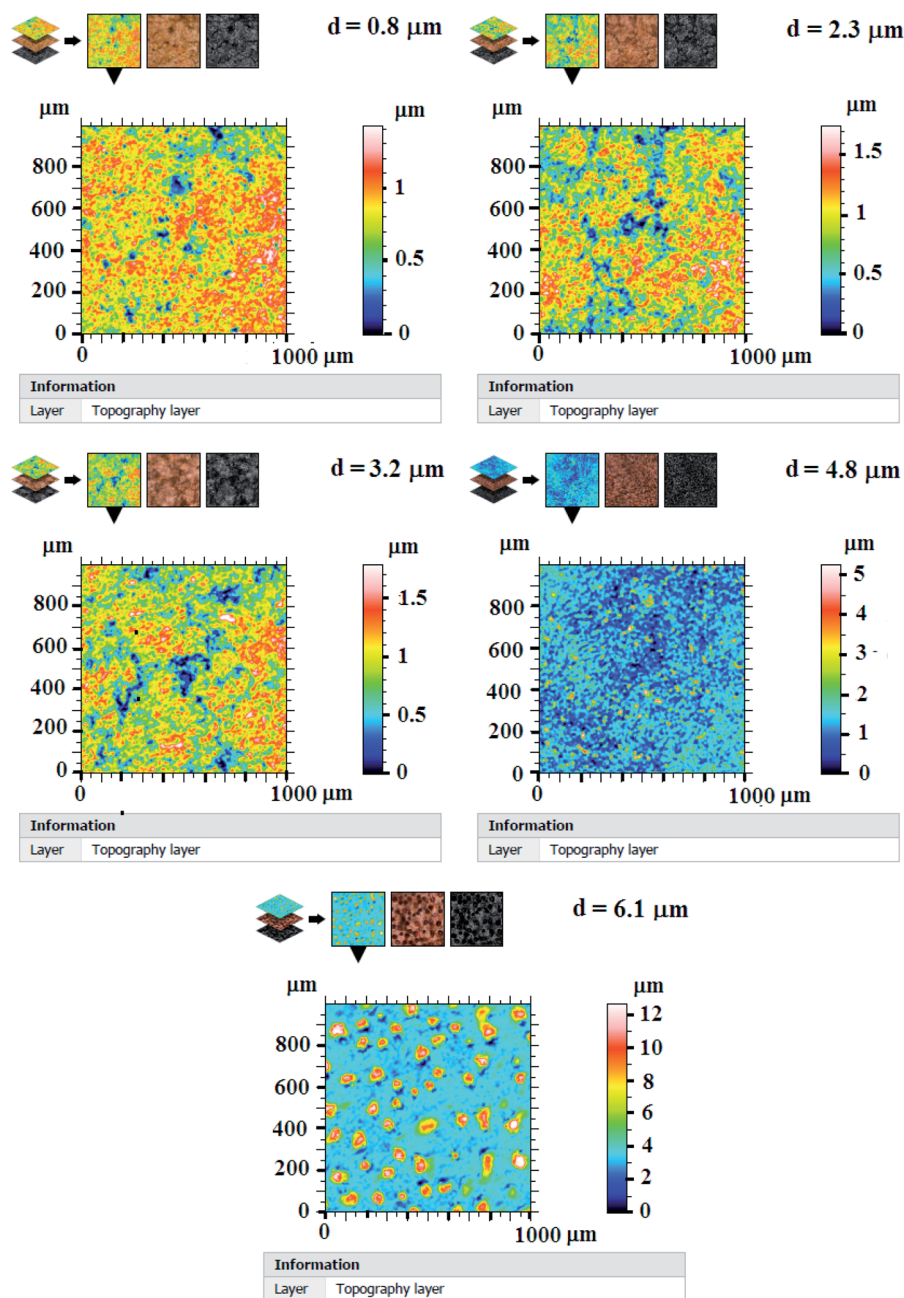 d = 0.8 µm
µm
µm
800
600
400
200
0
0
1000 µm
1
0.5
0
Information
Layer Topography layer
d = 2.3 µm
µm
µm
800
600
400
200
0
0
1000 µm
1.5
1
0.5
0
Information
Layer Topography layer
d = 3.2 µm
µm
µm
800
600
400
200
0
0
1000 µm
1.5
1
0.5
0
Information
Layer Topography layer
d = 4.8 µm
µm
µm
800
600
400
200
0
0
1000 µm
5
4
3
2
1
0
Information
Layer Topography layer
d = 6.1 µm
µm
µm
800
600
400
200
0
0
1000 µm
12
10
8
6
4
2
0
Information
Layer Topography layer